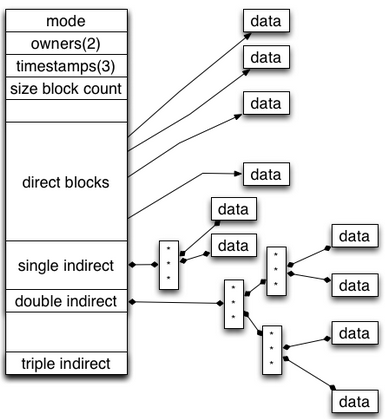 mode
owners(2)
timestamps(3)
size block count
direct blocks
single indirect
double indirect
triple indirect
data
data
data
data
data
data
* * *
* * *
* * *
* * *
data
data
data
data